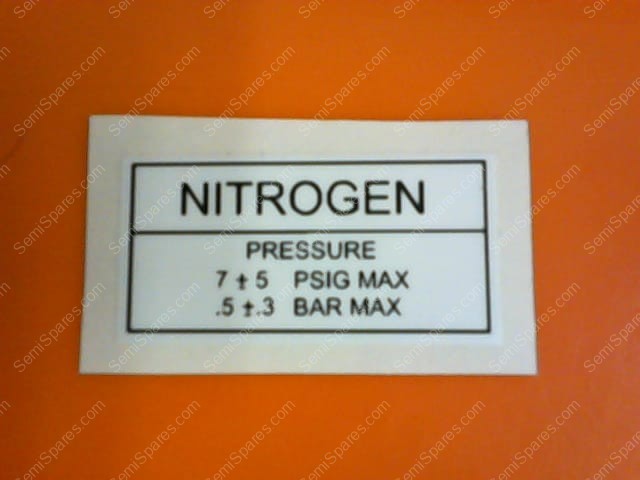 NITROGEN
PRESSURE
7 ± 5 PSIG MAX
.5 ±.3 BAR MAX
SemiSpares.com